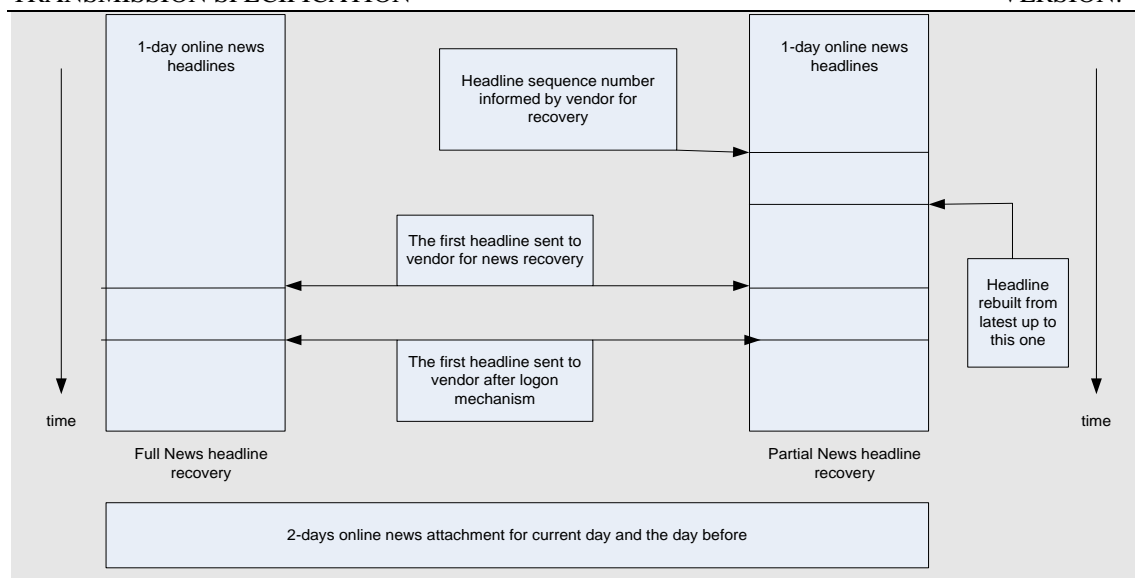 TRANSMISSION SPECIFICATION VERSION:
1-day online news
headlines
Headline sequence number
informed by vendor for
recovery
1-day online news
headlines
The first headline sent to
vendor for news recovery
Headline
rebuilt from
latest up to
this one
The first headline sent to
vendor after logon
mechanism
time
time
Full News headline
recovery
Partial News headline
recovery
2-days online news attachment for current day and the day before